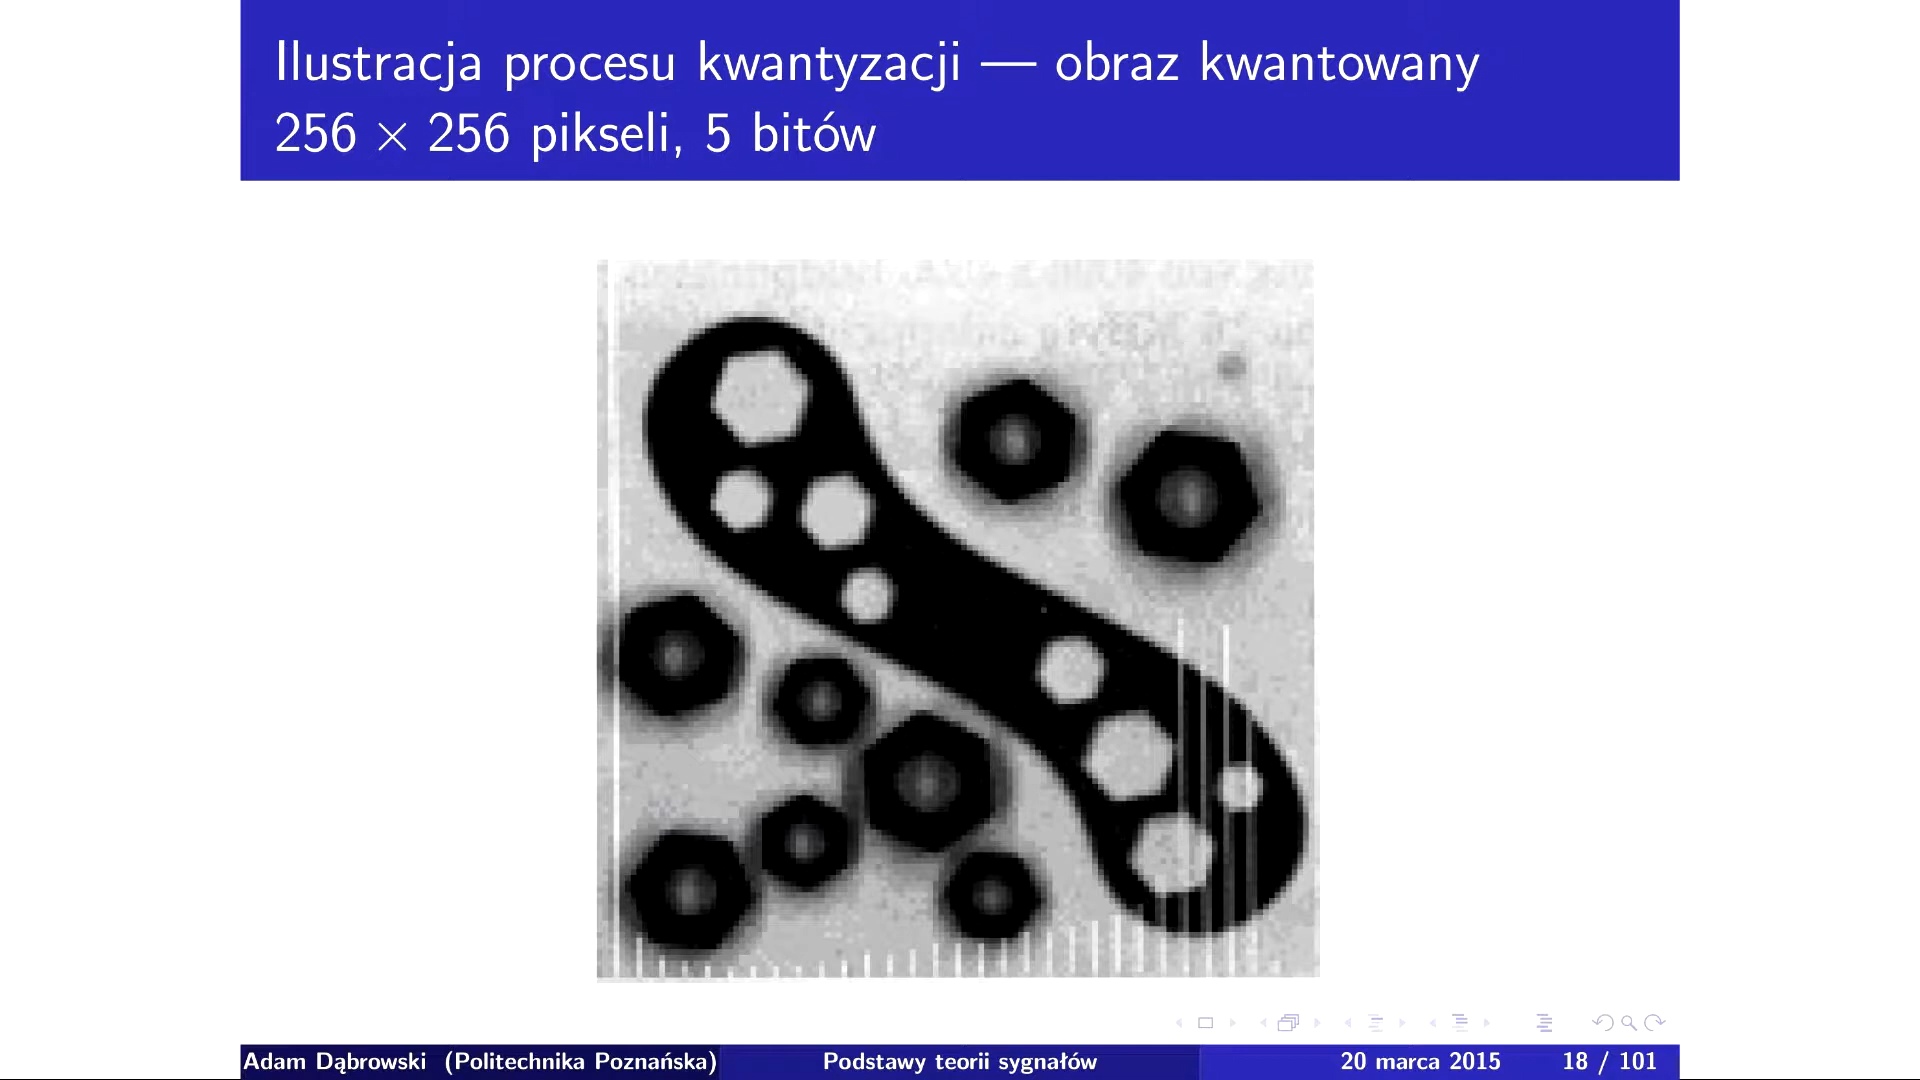 Ilustracja procesu kwantyzacji — obraz kwantowany
256 × 256 pikseli, 5 bitów
Adam Dąbrowski (Politechnika Poznańska)
Podstawy teorii sygnałów
20 marca 2015
18 / 101